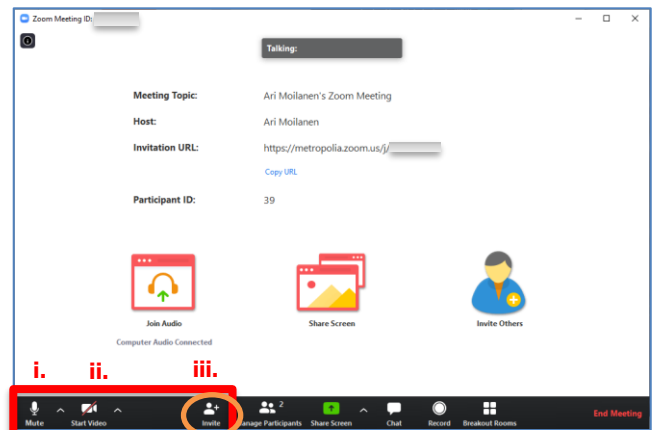 Zoom Meeting ID:
Talking:
Meeting Topic: Ari Moilanen's Zoom Meeting
Host: Ari Moilanen
Invitation URL: https://metropolia.zoom.us/j/
Copy URL
Participant ID: 39
Join Audio Share Screen Invite Others
Computer Audio Connected
i. ii. iii.
2
Mute Start Video Invite Manage Participants Share Screen Chat Record Breakout Rooms End Meeting